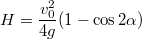 H = \frac{v_0^2}{4g}(1 - \cos 2\alpha)